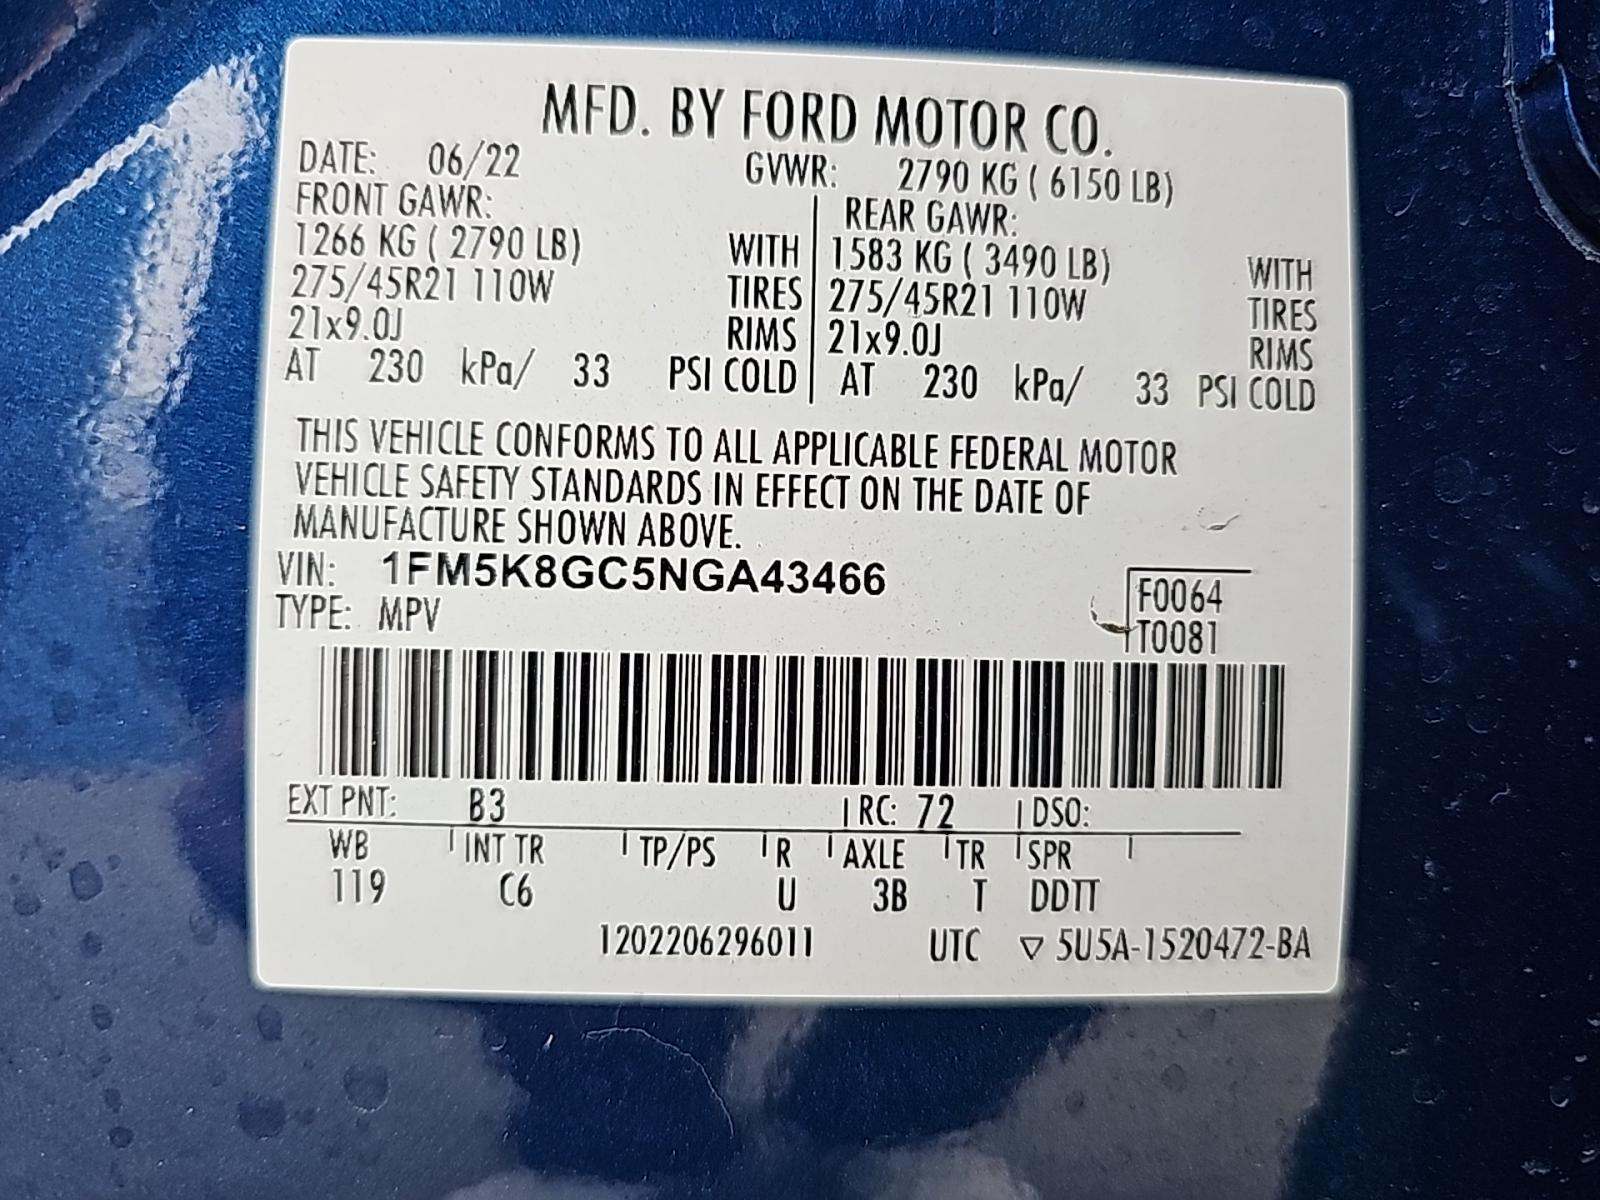 MFD. BY FORD MOTOR CO.
DATE: 06/22 GVWR: 2790 KG ( 6150 LB)
FRONT GAWR: REAR GAWR:
1266 KG ( 2790 LB) WITH 1583 KG ( 3490 LB) WITH
275/45R21 110W TIRES 275/45R21 110W TIRES
21x9.0J RIMS 21x9.0J RIMS
AT 230 kPa/ 33 PSI COLD AT 230 kPa/ 33 PSI COLD
THIS VEHICLE CONFORMS TO ALL APPLICABLE FEDERAL MOTOR
VEHICLE SAFETY STANDARDS IN EFFECT ON THE DATE OF
MANUFACTURE SHOWN ABOVE.
VIN: 1FM5K8GC5NGA43466 F0064
TYPE: MPV T0081
EXT PNT: B3 RC: 72 DSO:
WB INT TR TP/PS R AXLE TR SPR
119 C6 U 3B T DDTT
1202206296011 UTC ▽ 5U5A-1520472-BA